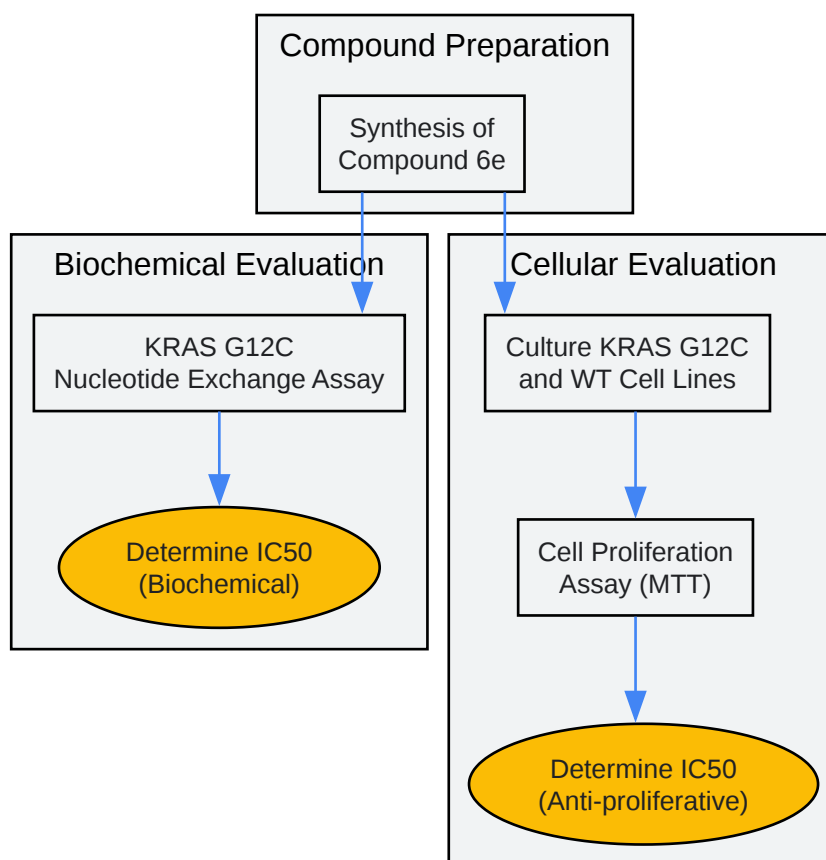 Compound Preparation
Synthesis of
Compound 6e
Biochemical Evaluation
KRAS G12C
Nucleotide Exchange Assay
Determine IC50
(Biochemical)
Cellular Evaluation
Culture KRAS G12C
and WT Cell Lines
Cell Proliferation
Assay (MTT)
Determine IC50
(Anti-proliferative)